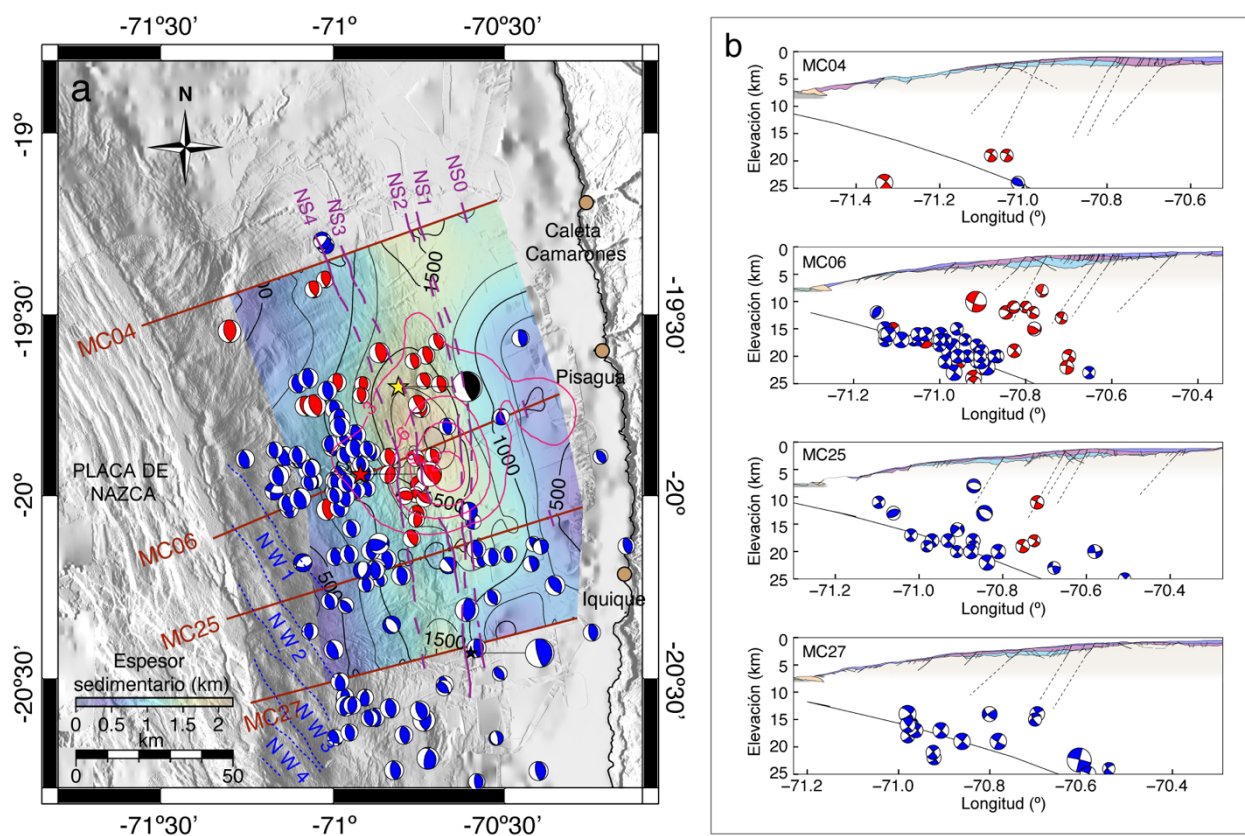 -71°30'
-71°
-70°30'
a
N
-19°
-19°30'
-20°
-20°30'
-19°30'
-20°
-20°30'
NS4
NS3
NS2
NS1
NS0
Caleta
Camarones
Pisagua
Iquique
MC04
MC06
MC25
MC27
PLACA DE
NAZCA
NW1
NW2
NW3
NW4
1500
1000
500
500
1500
Espesor
sedimentario (km)
0 0.5 1 2
km
0 50
-71°30'
-71°
-70°30'
b
MC04
Elevación (km)
0
5
10
15
20
25
−71.4 −71.2 −71.0 −70.8 −70.6
Longitud (º)
MC06
Elevación (km)
0
5
10
15
20
25
−71.2 −71.0 −70.8 −70.6 −70.4
Longitud (º)
MC25
Elevación (km)
0
5
10
15
20
25
−71.2 −71.0 −70.8 −70.6 −70.4
Longitud (º)
MC27
Elevación (km)
0
5
10
15
20
25
−71.2 −71.0 −70.8 −70.6 −70.4
Longitud (º)